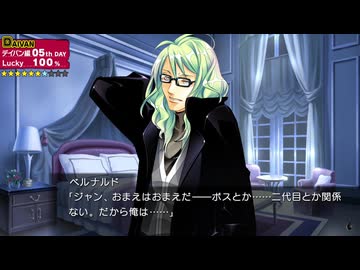 DAIVAN
デイバン編 05th DAY
Lucky 100 %
ベルナルド
「ジャン、おまえはおまえだ――ボスとか……二代目とか関係
ない。だから俺は……」